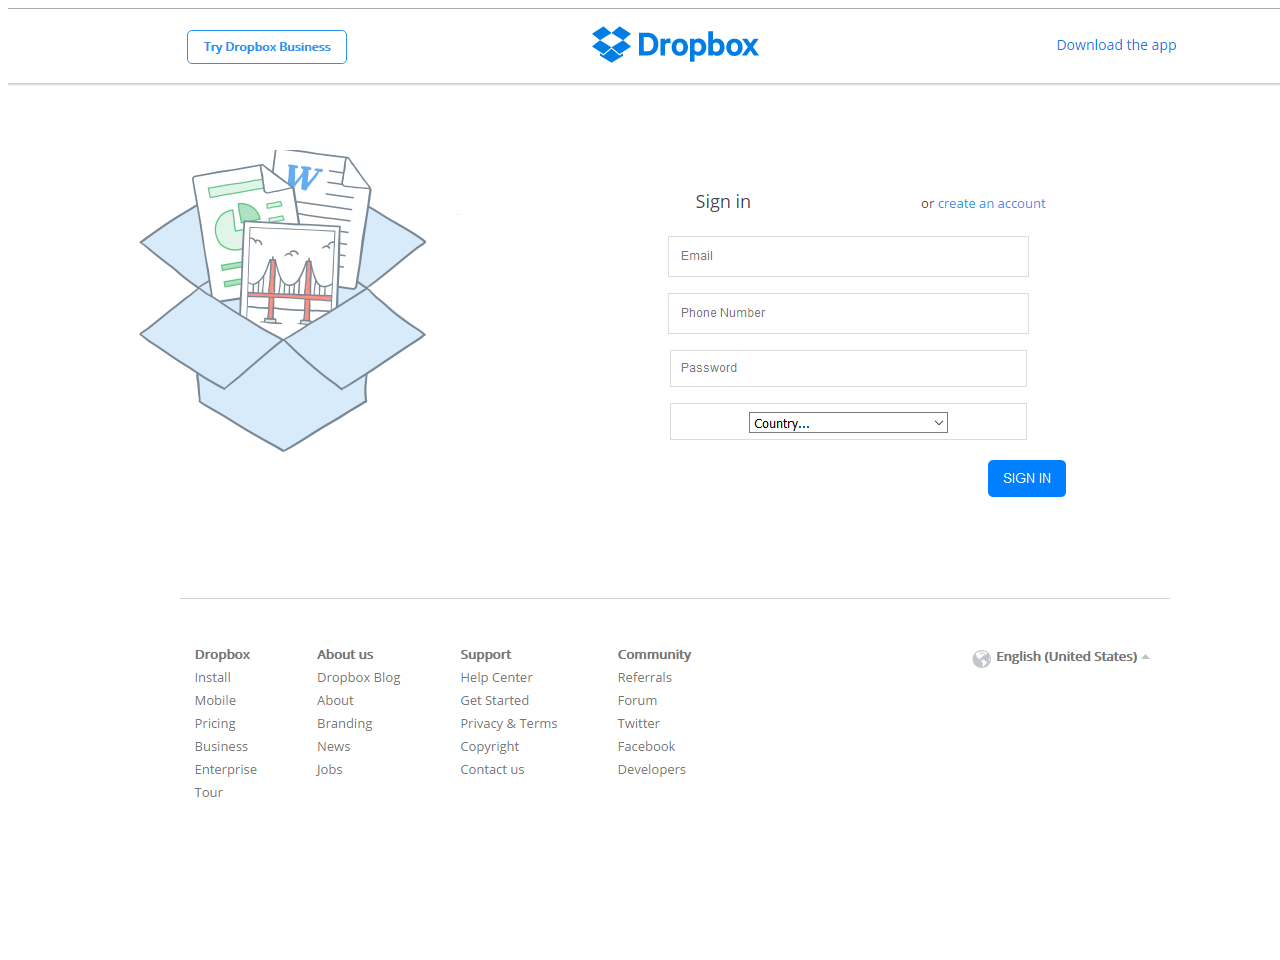 Try Dropbox Business
Dropbox
Download the app
W
Sign in
or create an account
Email
Phone Number
Password
Country...
SIGN IN
Dropbox
Install
Mobile
Pricing
Business
Enterprise
Tour
About us
Dropbox Blog
About
Branding
News
Jobs
Support
Help Center
Get Started
Privacy & Terms
Copyright
Contact us
Community
Referrals
Forum
Twitter
Facebook
Developers
English (United States)